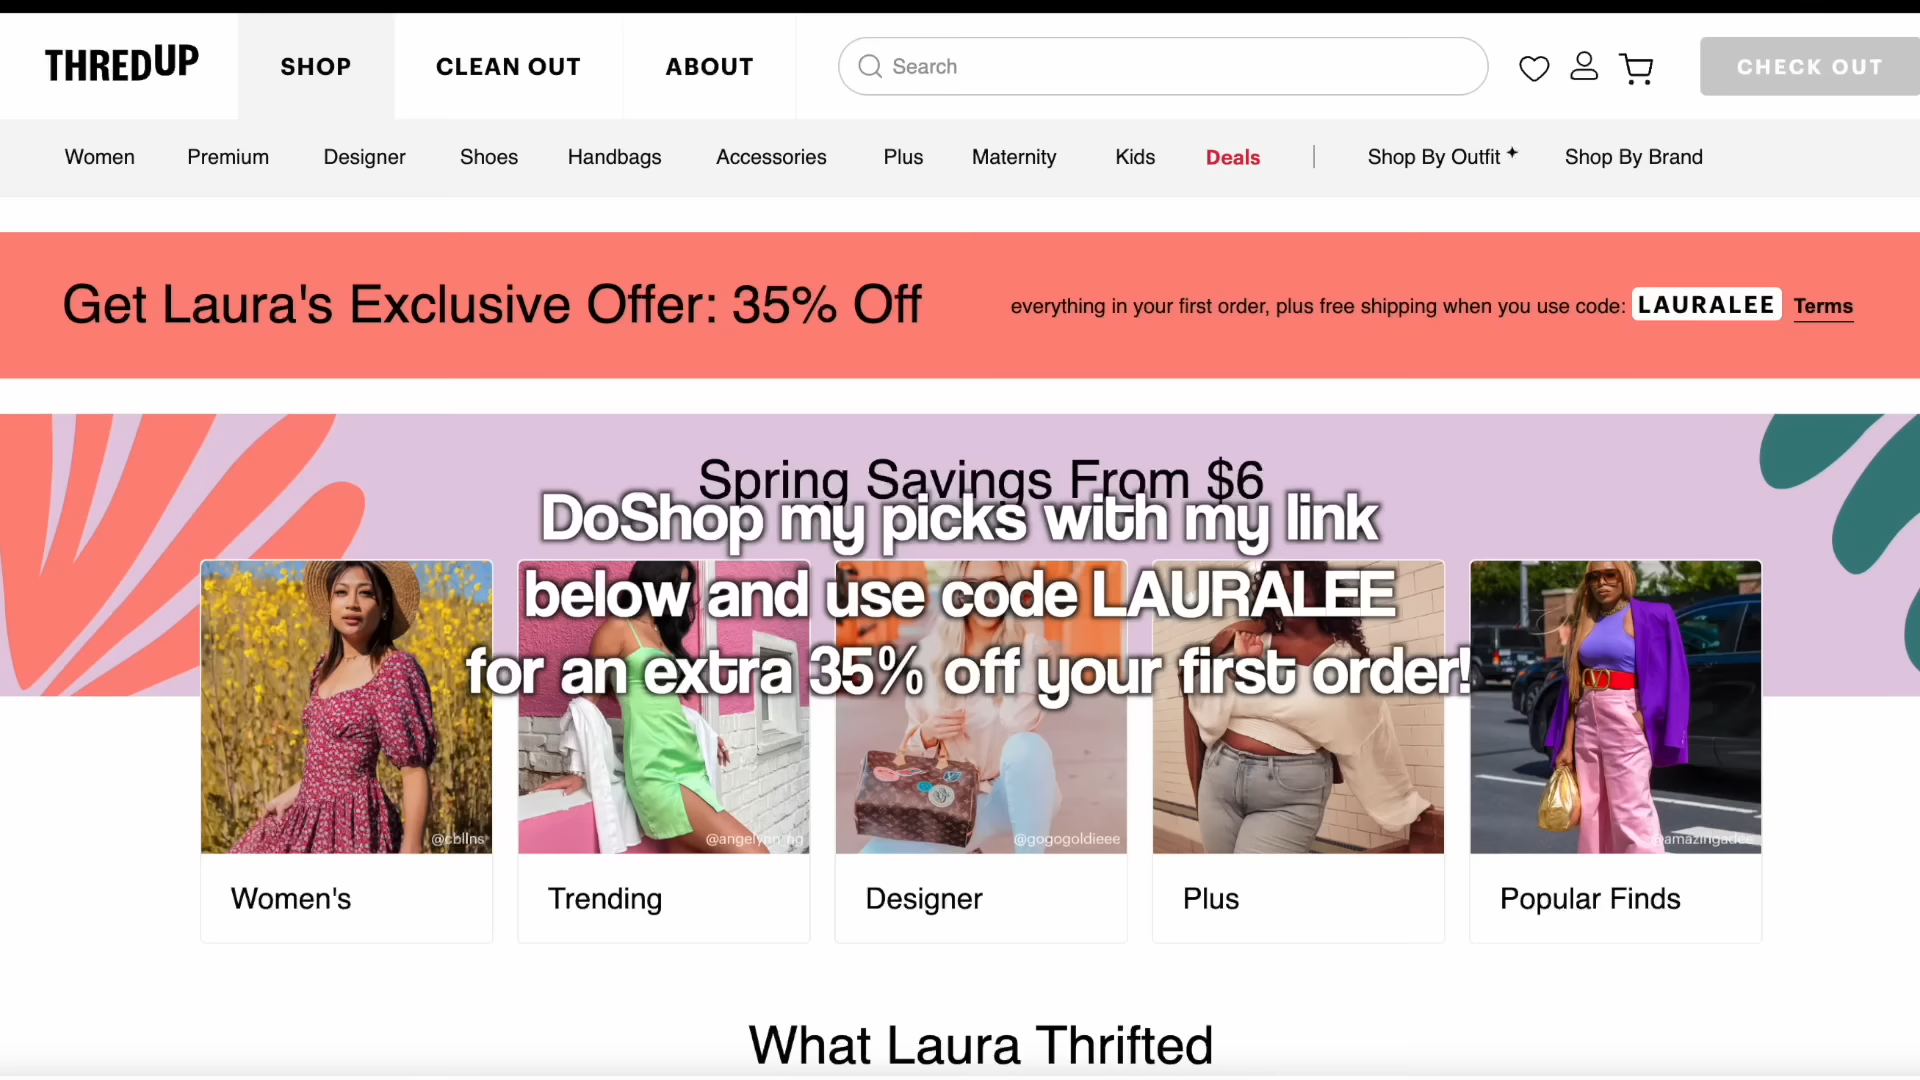 THREDUP
SHOP
CLEAN OUT
ABOUT
Search
CHECK OUT
Women
Premium
Designer
Shoes
Handbags
Accessories
Plus
Maternity
Kids
Deals
Shop By Outfit
Shop By Brand
Get Laura's Exclusive Offer: 35% Off
everything in your first order, plus free shipping when you use code: LAURALEE Terms
Spring Savings From $6
DoShop my picks with my link
below and use code LAURALEE
for an extra 35% off your first order!
@cbllns
@gogogoldieee
@amazingadee
Women's
Trending
Designer
Plus
Popular Finds
What Laura Thrifted